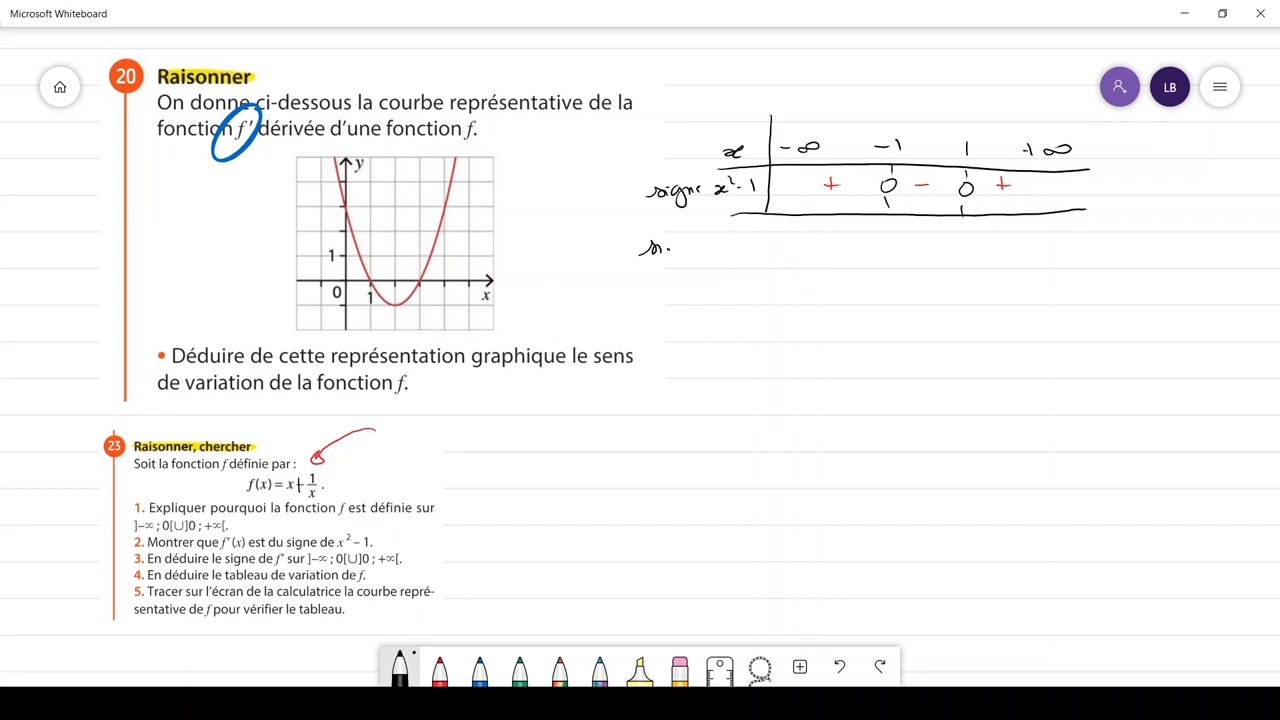 Microsoft Whiteboard
20 Raisonner
On donne ci-dessous la courbe représentative de la
fonction f' dérivée d'une fonction f.
y
1
0
1
x
• Déduire de cette représentation graphique le sens
de variation de la fonction f.
LB
x -∞ -1 1 +∞
signe x²-1 + 0 - 0 +
si
23 Raisonner, chercher
Soit la fonction f définie par :
f(x) = x + 1/x .
1. Expliquer pourquoi la fonction f est définie sur
]–∞ ; 0[∪]0 ; +∞[.
2. Montrer que f'(x) est du signe de x² – 1.
3. En déduire le signe de f' sur ]–∞ ; 0[∪]0 ; +∞[.
4. En déduire le tableau de variation de f.
5. Tracer sur l'écran de la calculatrice la courbe repré-
sentative de f pour vérifier le tableau.